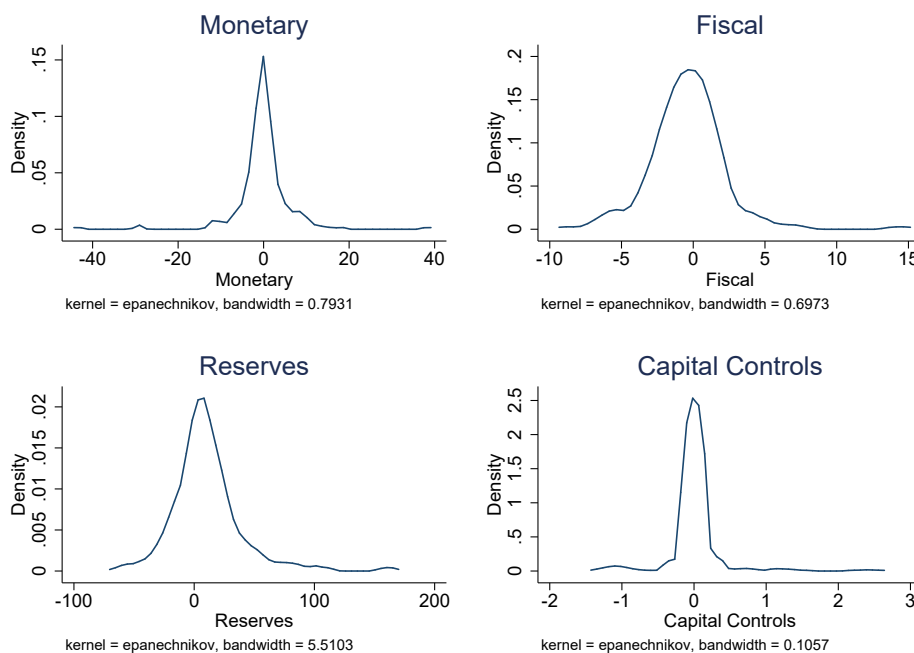 Monetary
Density
0 .05 .1 .15
-40 -20 0 20 40
Monetary
kernel = epanechnikov, bandwidth = 0.7931
Fiscal
Density
0 .05 .1 .15 .2
-10 -5 0 5 15
Fiscal
kernel = epanechnikov, bandwidth = 0.6973
Reserves
Density
0 .005 .01 .015 .02
-100 0 100 200
Reserves
kernel = epanechnikov, bandwidth = 5.5103
Capital Controls
Density
0 .5 1 1.5 2 2.5
-2 -1 0 1 2 3
Capital Controls
kernel = epanechnikov, bandwidth = 0.1057